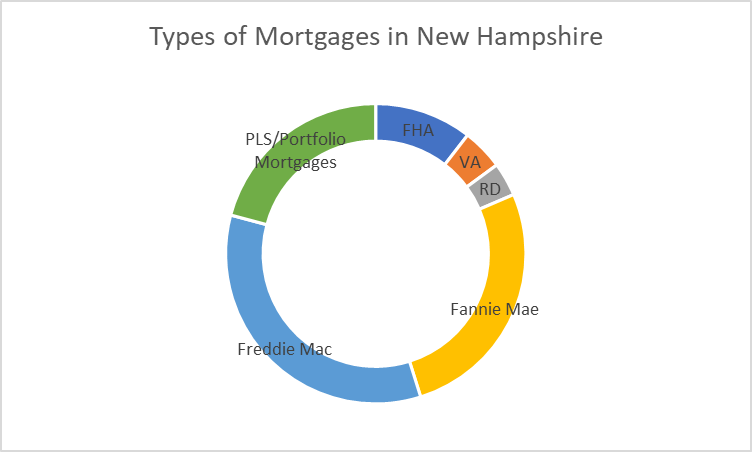 Types of Mortgages in New Hampshire
FHA
VA
RD
Fannie Mae
Freddie Mac
PLS/Portfolio
Mortgages